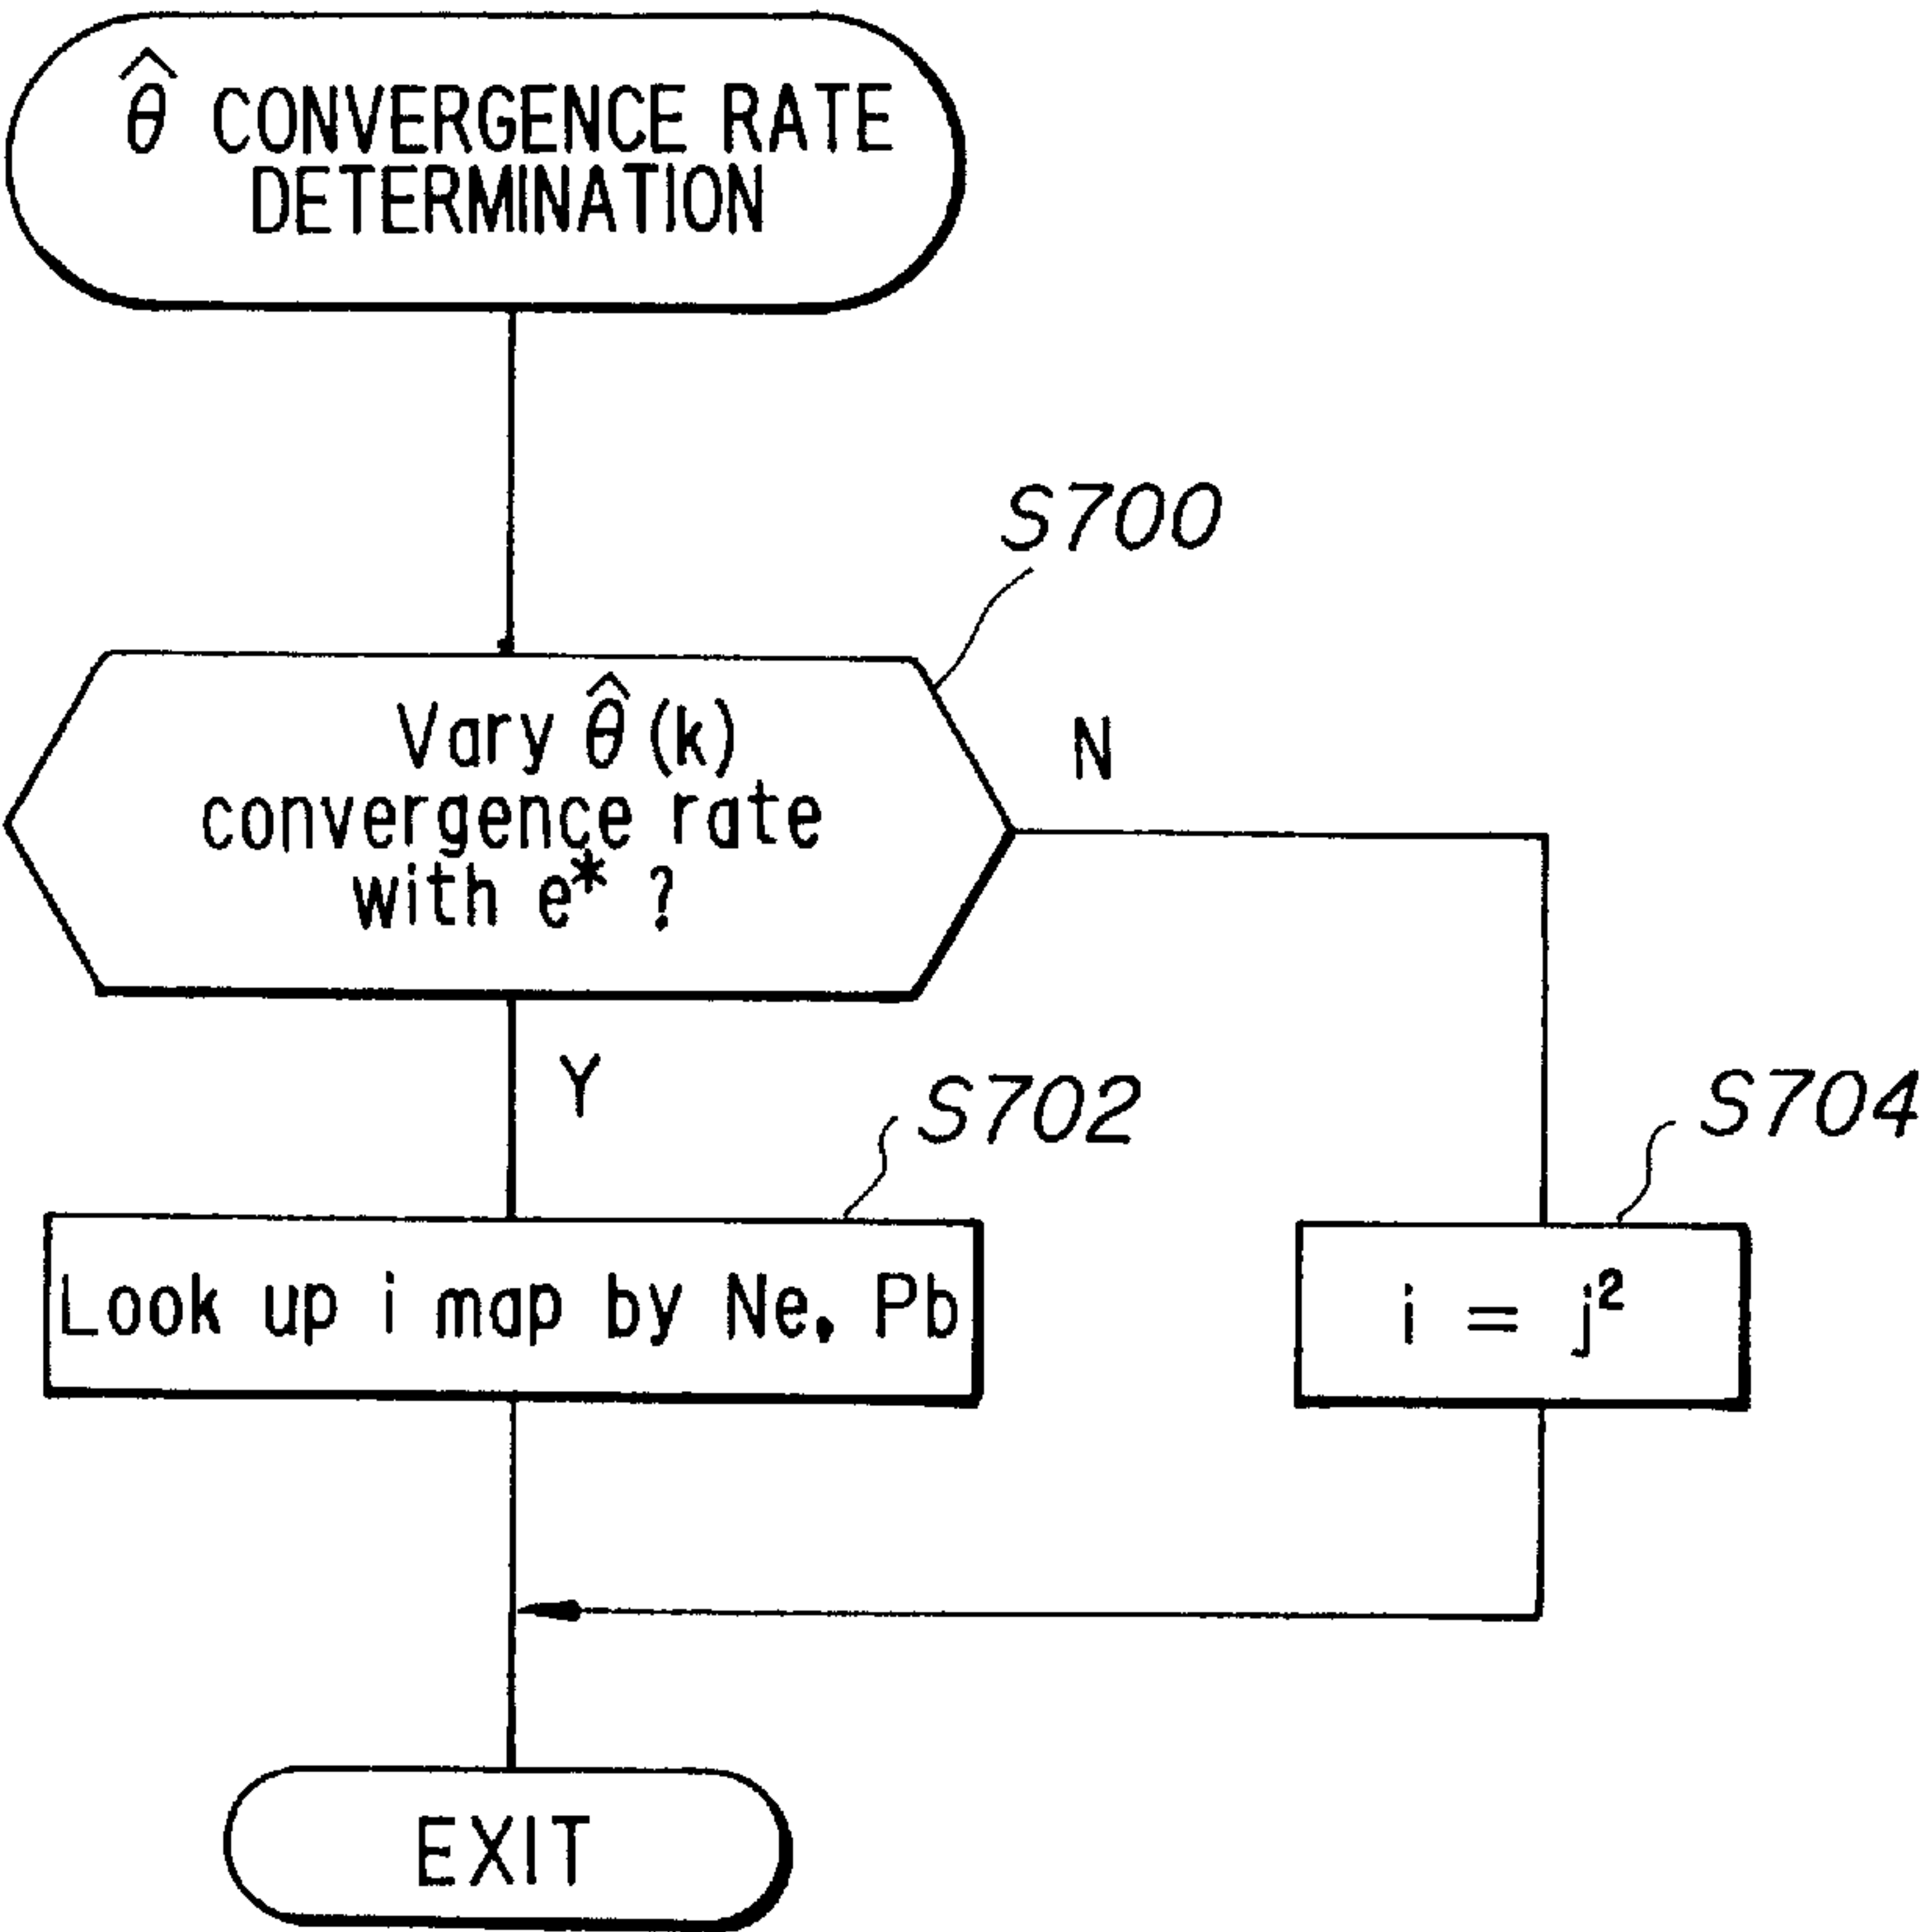 θ̂ CONVERGENCE RATE
DETERMINATION
S700
Vary θ̂(k)
convergence rate
with e* ?
N
Y
S702
S704
Look up i map by Ne. Pb
i = j²
EXIT